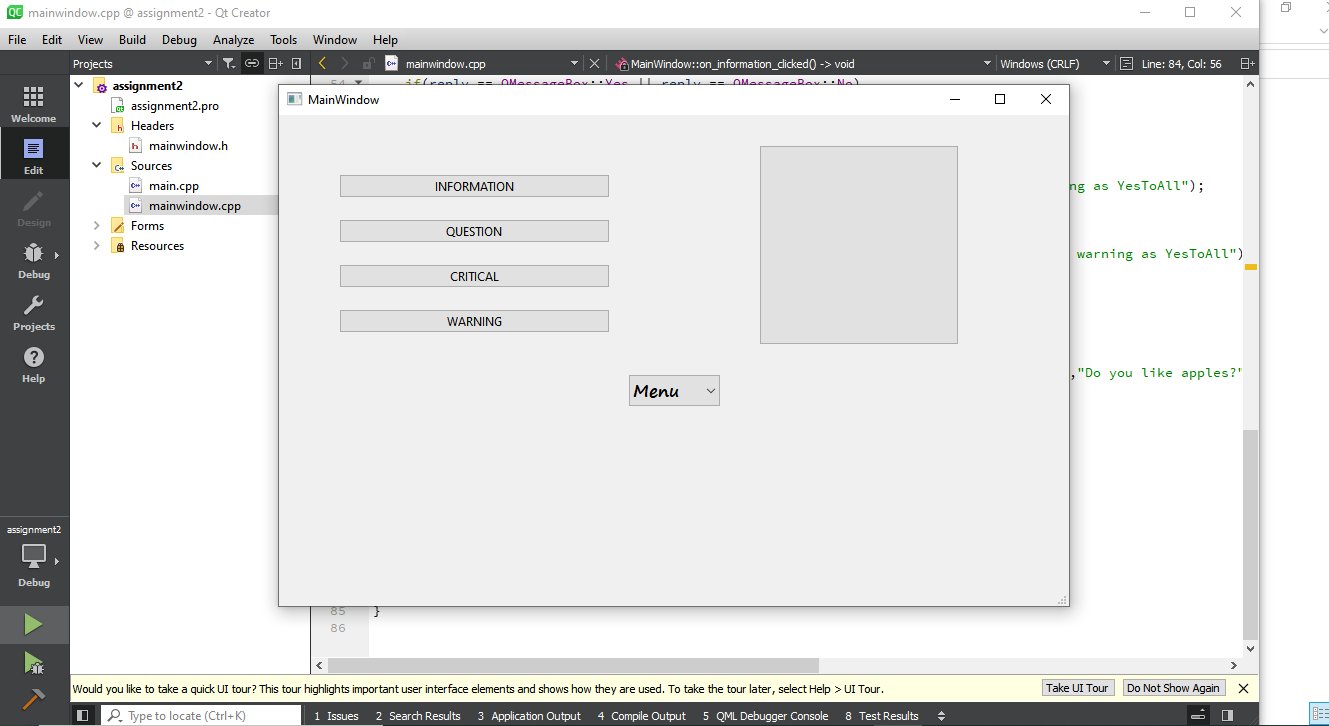 mainwindow.cpp @ assignment2 - Qt Creator
File Edit View Build Debug Analyze Tools Window Help
Projects mainwindow.cpp MainWindow::on_information_clicked() -> void Windows (CRLF) Line: 84, Col: 56
Welcome
Edit
Design
Debug
Projects
Help
assignment2
Debug
assignment2
assignment2.pro
Headers
mainwindow.h
Sources
main.cpp
mainwindow.cpp
Forms
Resources
54 if(reply == QMessageBox::Yes || reply == QMessageBox::No)
MainWindow
INFORMATION
QUESTION
CRITICAL
WARNING
Menu
ng as YesToAll");
warning as YesToAll")
,"Do you like apples?"
85 }
86
Would you like to take a quick UI tour? This tour highlights important user interface elements and shows how they are used. To take the tour later, select Help > UI Tour. Take UI Tour Do Not Show Again
Type to locate (Ctrl+K) 1 Issues 2 Search Results 3 Application Output 4 Compile Output 5 QML Debugger Console 8 Test Results